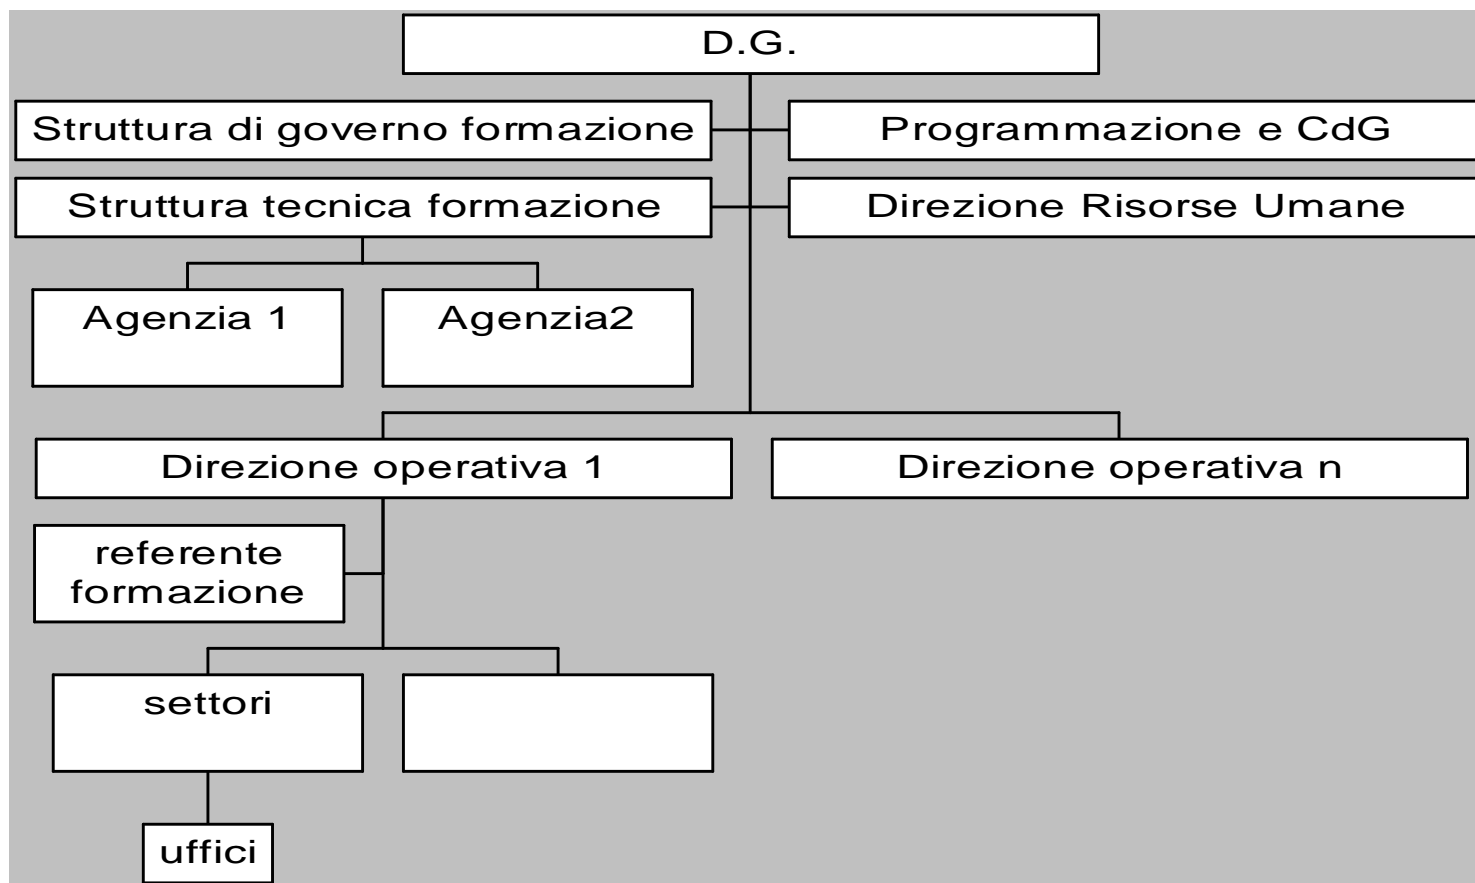 D.G.
Struttura di governo formazione
Programmazione e CdG
Struttura tecnica formazione
Direzione Risorse Umane
Agenzia 1
Agenzia2
Direzione operativa 1
Direzione operativa n
referente
formazione
settori
uffici